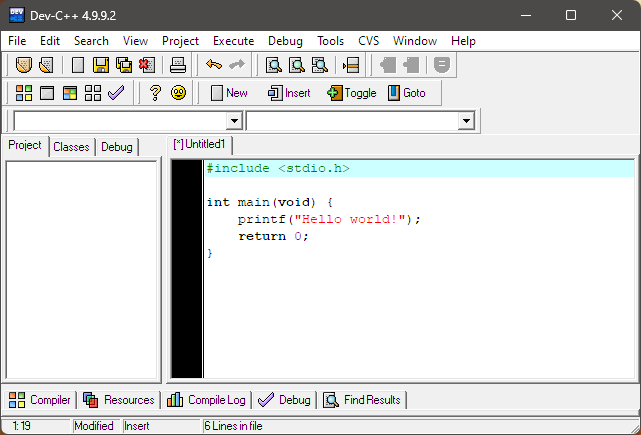 Dev-C++ 4.9.9.2
File Edit Search View Project Execute Debug Tools CVS Window Help
New Insert Toggle Goto
Project Classes Debug
[*] Untitled1
#include <stdio.h>
int main(void) {
    printf("Hello world!");
    return 0;
}
Compiler Resources Compile Log Debug Find Results
1: 19 Modified Insert 6 Lines in file